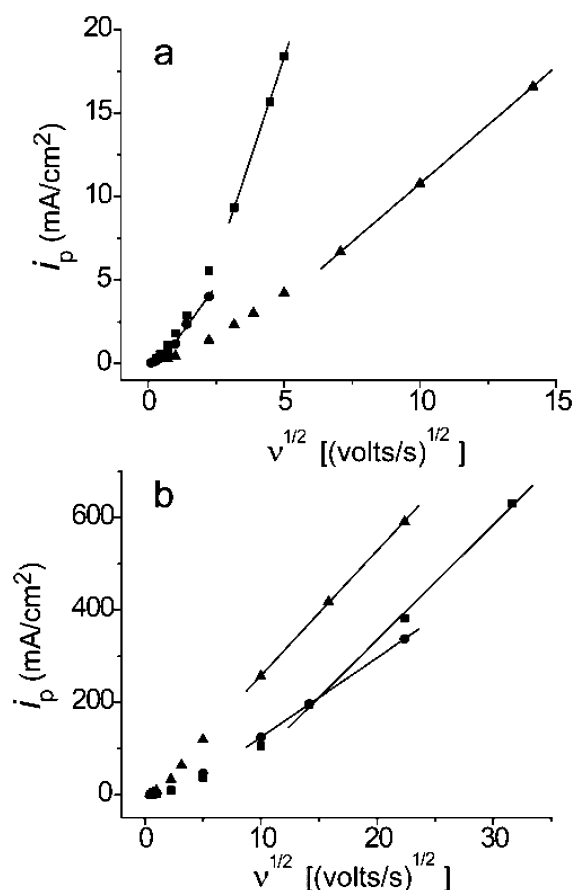 a
20
15
10
5
0
i_p (mA/cm²)
0 5 10 15
ν^1/2 [(volts/s)^1/2]
b
600
400
200
0
i_p (mA/cm²)
0 10 20 30
ν^1/2 [(volts/s)^1/2]